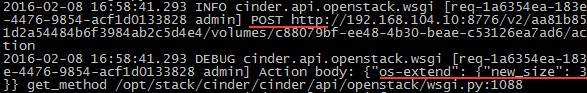 2016-02-08 16:58:41.293 INFO cinder.api.openstack.wsgi [req-1a6354ea-183
e-4476-9854-acf1d0133828 admin] POST http://192.168.104.10:8776/v2/aa81b85
1d2a54484b6f3984ab2c5d4e4/volumes/c88079bf-ee48-4b30-beae-c53126ea7ad6/ac
tion
2016-02-08 16:58:41.293 DEBUG cinder.api.openstack.wsgi [req-1a6354ea-183
e-4476-9854-acf1d0133828 admin] Action body: {"os-extend": {"new_size": 3
}} get_method /opt/stack/cinder/cinder/api/openstack/wsgi.py:1088